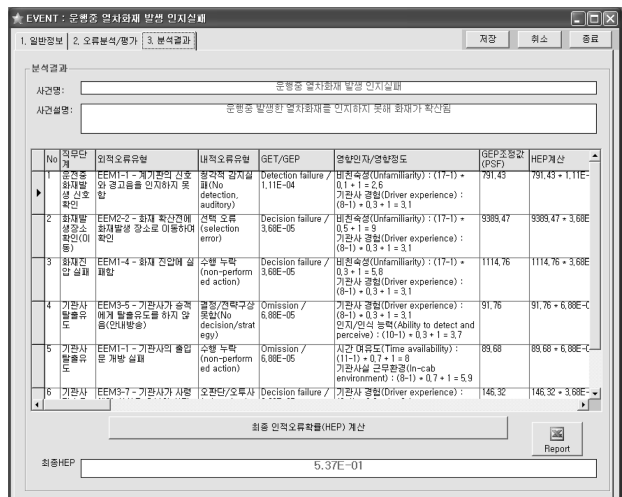 EVENT : 운행중 열차화재 발생 인지실패
1. 일반정보 2. 오류분석/평가 3. 분석결과
저장 취소 종료
분석결과
사건명: 운행중 열차화재 발생 인지실패
사건설명: 운행중 발생한 열차화재를 인지하지 못해 화재가 확산됨
No 직무단계 외적오류유형 내적오류유형 GET/GEP 영향인자/영향정도 GEP조정값(PSF) HEP계산
1 운전중 화재발생 신호 확인 EEM1-1 - 계기판의 신호와 경고음을 인지하지 못함 청각적 감지실패(No detection, auditory) Detection failure / 1,11E-04 비친숙성(Unfamiliarity) : (17-1) * 0,1 + 1 = 2,6 기관사 경험(Driver experience) : (8-1) * 0,3 + 1 = 3,1 791,43 791,43 * 1,11E-
2 화재발생장소 확인(이동) EEM2-2 - 화재 확산전에 화재발생 장소로 이동하여 확인 선택 오류(selection error) Decision failure / 3,68E-05 비친숙성(Unfamiliarity) : (17-1) * 0,5 + 1 = 9 기관사 경험(Driver experience) : (8-1) * 0,3 + 1 = 3,1 9389,47 9389,47 * 3,68E
3 화재진압 실패 EEM1-4 - 화재 진압에 실패함 수행 누락(non-performed action) Decision failure / 3,68E-05 비친숙성(Unfamiliarity) : (17-1) * 0,3 + 1 = 5,8 기관사 경험(Driver experience) : (8-1) * 0,3 + 1 = 3,1 1114,76 1114,76 * 3,68E
4 기관사 탈출유도 EEM3-5 - 기관사가 승객에게 탈출유도를 하지 않음(안내방송) 결정/전략구상 못함(No decision/strategy) Omission / 6,88E-05 기관사 경험(Driver experience) : (8-1) * 0,3 + 1 = 3,1 인지/인식 능력(Ability to detect and perceive) : (10-1) * 0,3 + 1 = 3,7 91,76 91,76 * 6,88E-0
5 기관사 탈출유도 EEM1-1 - 기관사의 출입문 개방 실패 수행 누락(non-performed action) Omission / 6,88E-05 시간 여유도(Time availability) : (11-1) * 0,7 + 1 = 8 기관사실 근무환경(In-cab environment) : (8-1) * 0,7 + 1 = 5,9 89,68 89,68 * 6,88E-0
6 기관사 EEM3-7 - 기관사가 사령 오판단/오투사 Decision failure / 기관사 경험(Driver experience) : 146,32 146,32 * 3,68E-
최종 인적오류확률(HEP) 계산
Report
최종HEP 5.37E-01